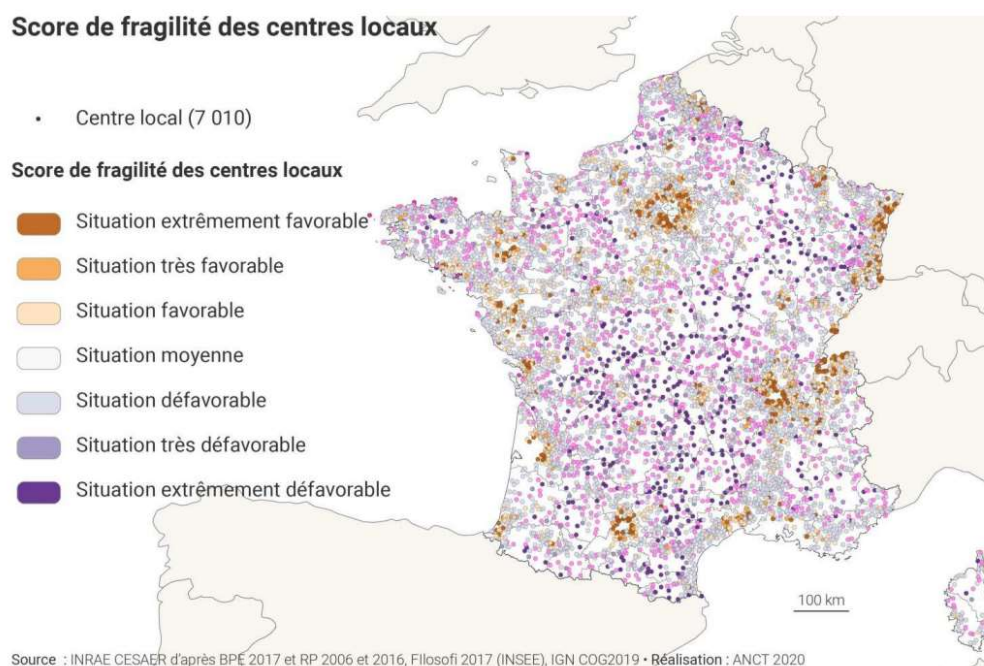 Score de fragilité des centres locaux
Centre local (7 010)
Score de fragilité des centres locaux
Situation extrêmement favorable
Situation très favorable
Situation favorable
Situation moyenne
Situation défavorable
Situation très défavorable
Situation extrêmement défavorable
100 km
Source : INRAE CESAER d'après BPE 2017 et RP 2006 et 2016, FIlosofi 2017 (INSEE), IGN COG2019 • Réalisation : ANCT 2020